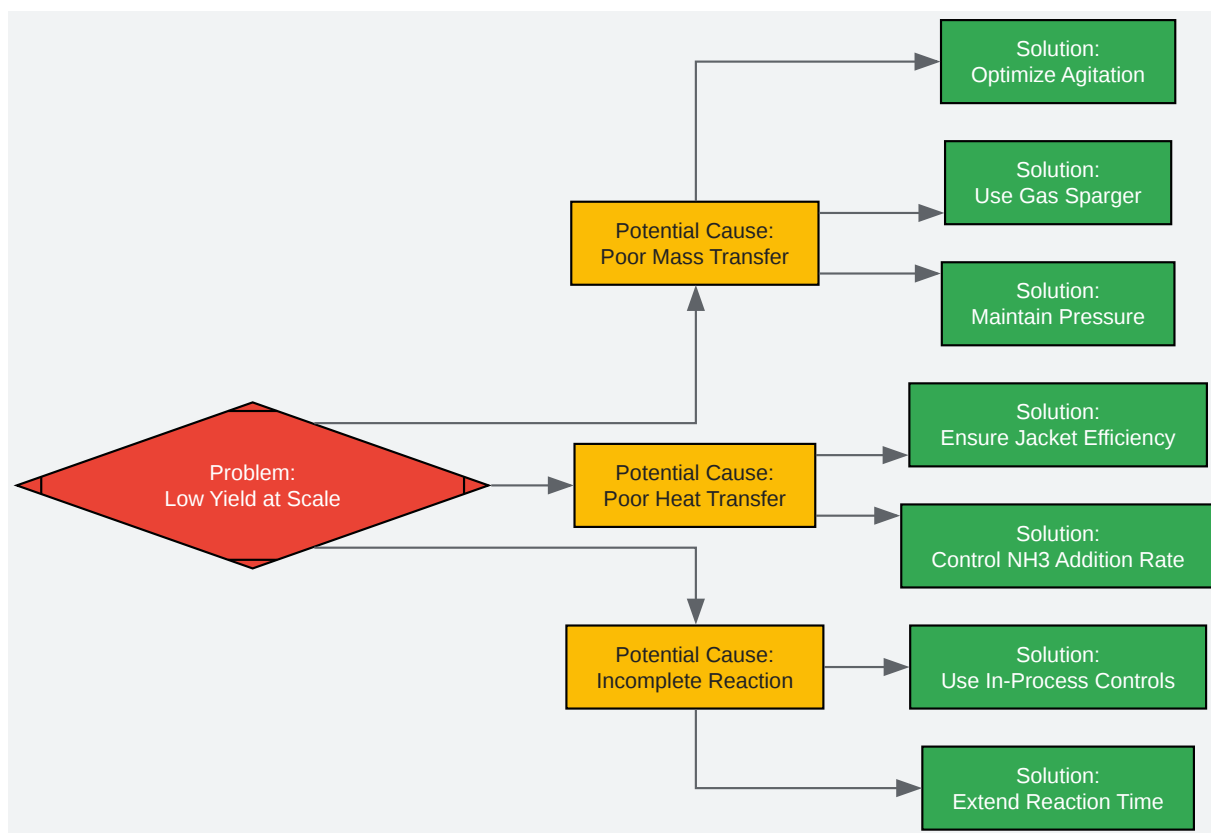 Solution:
Optimize Agitation
Solution:
Use Gas Sparger
Potential Cause:
Poor Mass Transfer
Solution:
Maintain Pressure
Solution:
Ensure Jacket Efficiency
Problem:
Low Yield at Scale
Potential Cause:
Poor Heat Transfer
Solution:
Control NH3 Addition Rate
Potential Cause:
Incomplete Reaction
Solution:
Use In-Process Controls
Solution:
Extend Reaction Time